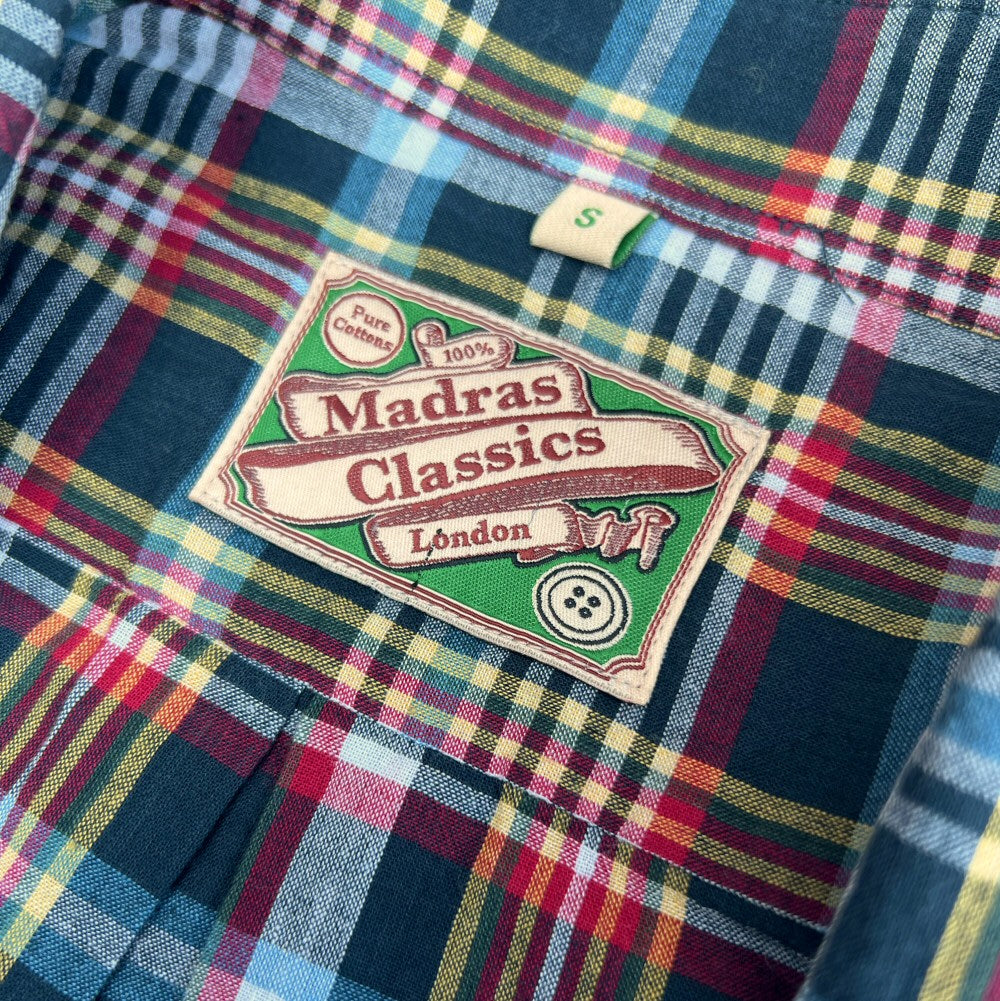 S
Pure
Cottons
100%
Madras
Classics
London